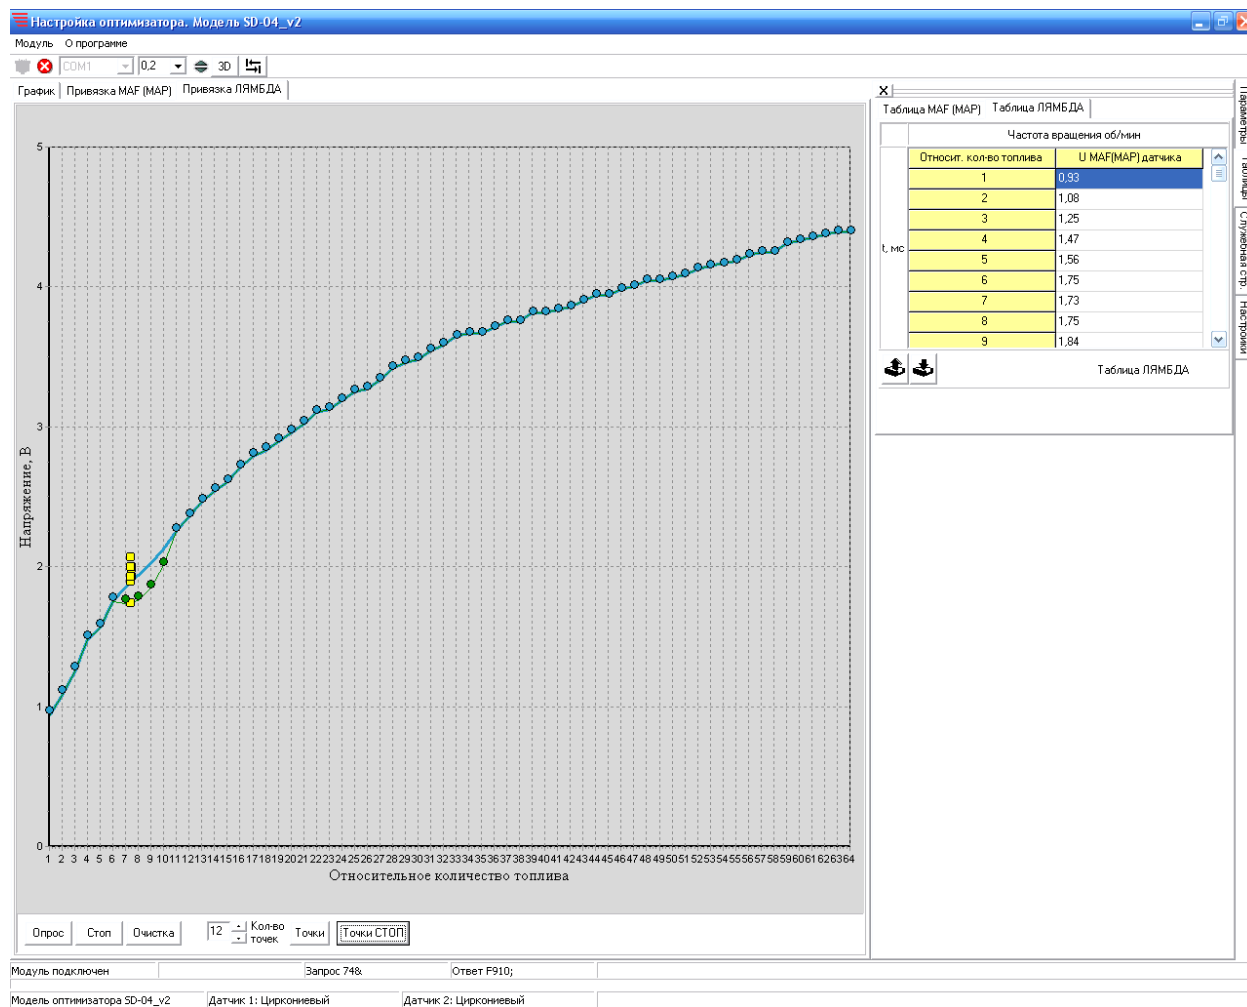 Настройка оптимизатора. Модель SD-04_v2
Модуль О программе
COM1 0,2 3D
График Привязка MAF (MAP) Привязка ЛЯМБДА
X
Таблица MAF (MAP) Таблица ЛЯМБДА
Частота вращения об/мин
Относит. кол-во топлива U MAF(MAP) датчика
1 0,93
2 1,08
3 1,25
4 1,47
5 1,56
6 1,75
7 1,73
8 1,75
9 1,84
t, мс
Таблица ЛЯМБДА
Параметры
Таблицы
Служебная стр.
Настройки
5
4
3
2
1
0
Напряжение, В
1 2 3 4 5 6 7 8 9 10 11 12 13 14 15 16 17 18 19 20 21 22 23 24 25 26 27 28 29 30 31 32 33 34 35 36 37 38 39 40 41 42 43 44 45 46 47 48 49 50 51 52 53 54 55 56 57 58 59 60 61 62 63 64
Относительное количество топлива
Опрос Стоп Очистка 12 Кол-во точек Точки Точки СТОП
Модуль подключен Запрос 74& Ответ F910;
Модель оптимизатора SD-04_v2 Датчик 1: Циркониевый Датчик 2: Циркониевый